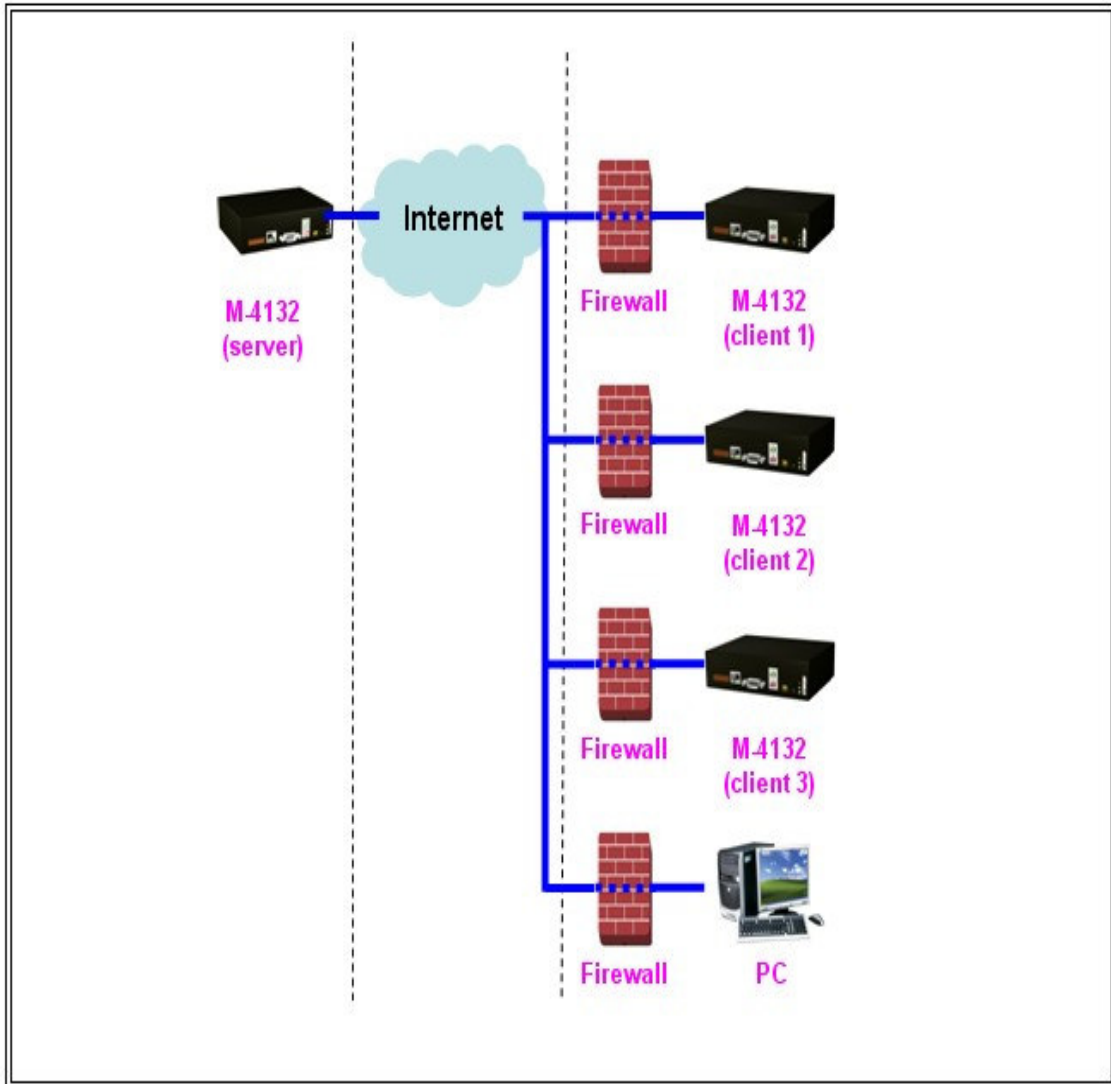 Internet
M-4132
(server)
Firewall
M-4132
(client 1)
Firewall
M-4132
(client 2)
Firewall
M-4132
(client 3)
Firewall
PC